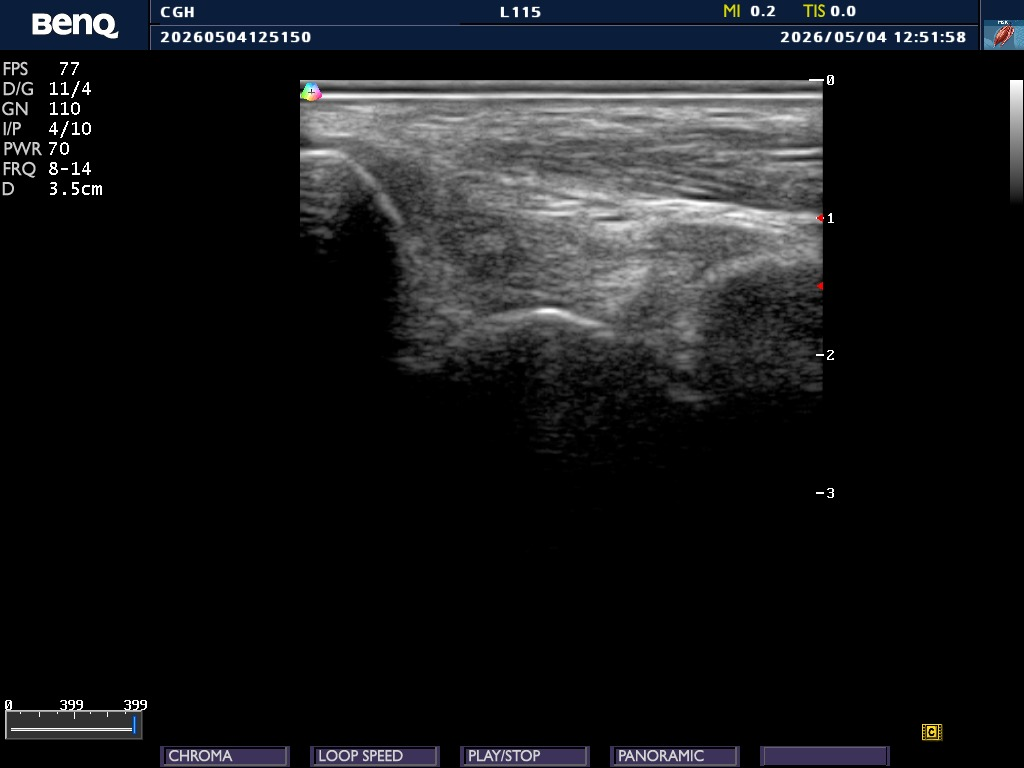 BenQ
CGH L115 MI 0.2 TIS 0.0
20260504125150 2026/05/04 12:51:58
FPS 77
D/G 11/4
GN 110
I/P 4/10
PWR 70
FRQ 8-14
D 3.5cm
0
1
2
3
0 399 399
C
CHROMA LOOP SPEED PLAY/STOP PANORAMIC